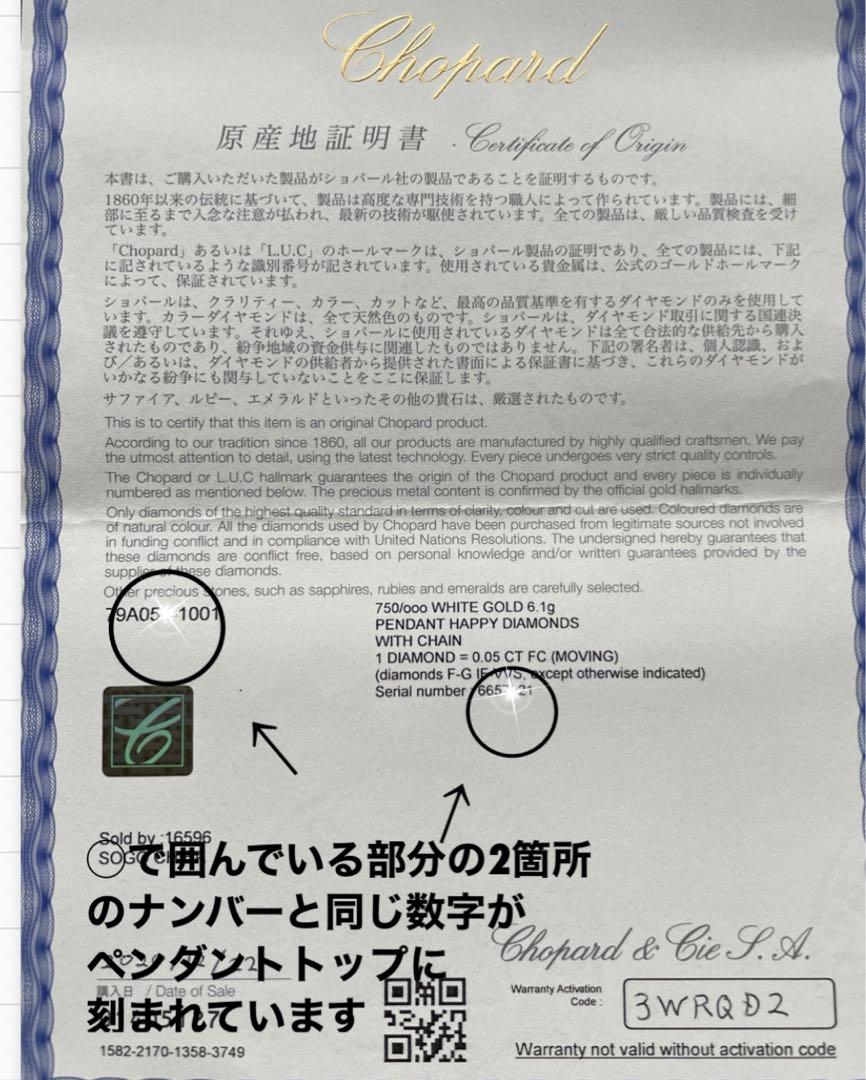 Chopard
原産地証明書 · Certificate of Origin
本書は、ご購入いただいた製品がショパール社の製品であることを証明するものです。
1860年以来の伝統に基づいて、製品は高度な専門技術を持つ職人によって作られています。製品には、細
部に至るまで入念な注意が払われ、最新の技術が駆使されています。全ての製品は、厳しい品質検査を受け
ています。
「Chopard」あるいは「L.U.C」のホールマークは、ショパール製品の証明であり、全ての製品には、下記
に記されているような識別番号が記されています。使用されている貴金属は、公式のゴールドホールマーク
によって、保証されています。
ショパールは、クラリティー、カラー、カットなど、最高の品質基準を有するダイヤモンドのみを使用して
います。カラーダイヤモンドは、全て天然色のものです。ショパールは、ダイヤモンド取引に関する国連決
議を遵守しています。それゆえ、ショパールに使用されているダイヤモンドは全て合法的な供給先から購入
されたものであり、紛争地域の資金供与に関連したものではありません。下記の署名者は、個人認識、およ
び/あるいは、ダイヤモンドの供給者から提供された書面による保証書に基づき、これらのダイヤモンドが
いかなる紛争にも関与していないことをここに保証します。
サファイア、ルビー、エメラルドといったその他の貴石は、厳選されたものです。
This is to certify that this item is an original Chopard product.
According to our tradition since 1860, all our products are manufactured by highly qualified craftsmen. We pay
the utmost attention to detail, using the latest technology. Every piece undergoes very strict quality controls.
The Chopard or L.U.C hallmark guarantees the origin of the Chopard product and every piece is individually
numbered as mentioned below. The precious metal content is confirmed by the official gold hallmarks.
Only diamonds of the highest quality standard in terms of clarity, colour and cut are used. Coloured diamonds are
of natural colour. All the diamonds used by Chopard have been purchased from legitimate sources not involved
in funding conflict and in compliance with United Nations Resolutions. The undersigned hereby guarantees that
these diamonds are conflict free, based on personal knowledge and/or written guarantees provided by the
supplier of these diamonds.
Other precious stones, such as sapphires, rubies and emeralds are carefully selected.
750/ooo WHITE GOLD 6.1g
PENDANT HAPPY DIAMONDS
WITH CHAIN
1 DIAMOND = 0.05 CT FC (MOVING)
(diamonds F-G IF-VVS, except otherwise indicated)
Serial number
Sold by :16596
○で囲んでいる部分の2箇所
のナンバーと同じ数字が
ペンダントトップに
刻まれています
Chopard & Cie S.A.
購入日 / Date of Sale
Warranty Activation
Code :
3WRQD2
1582-2170-1358-3749
Warranty not valid without activation code